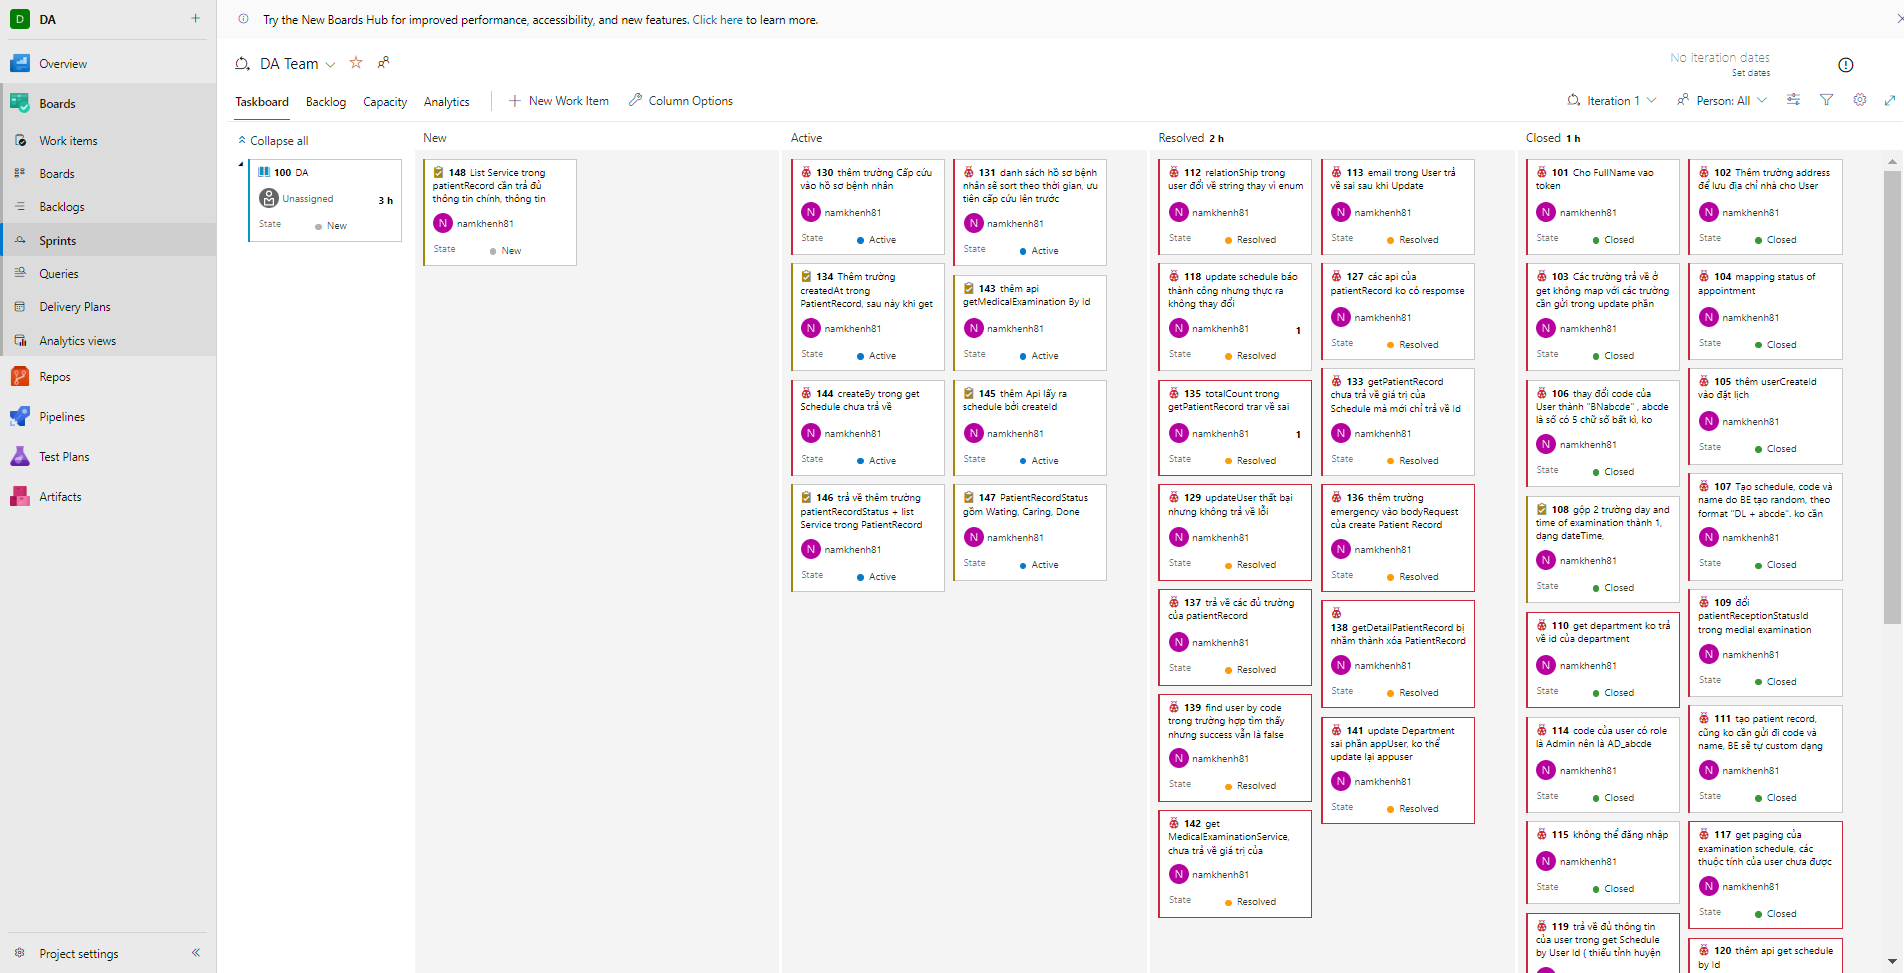 D DA
Overview
Boards
Work items
Boards
Backlogs
Sprints
Queries
Delivery Plans
Analytics views
Repos
Pipelines
Test Plans
Artifacts
Project settings
Try the New Boards Hub for improved performance, accessibility, and new features. Click here to learn more.
DA Team
No iteration dates
Set dates
Taskboard Backlog Capacity Analytics New Work Item Column Options
Iteration 1 Person: All
Collapse all
100 DA
Unassigned 3 h
State New
New
148 List Service trong
patientRecord cần trả đủ
thông tin chính, thông tin
N namkhenh81
State New
Active
130 thêm trường Cấp cứu
vào hồ sơ bệnh nhân
N namkhenh81
State Active
131 danh sách hồ sơ bệnh
nhân sẽ sort theo thời gian, ưu
tiên cấp cứu lên trước
N namkhenh81
State Active
134 Thêm trường
createdAt trong
PatientRecord, sau này khi get
N namkhenh81
State Active
143 thêm api
getMedicalExamination By Id
N namkhenh81
State Active
144 createBy trong get
Schedule chưa trả về
N namkhenh81
State Active
145 thêm Api lấy ra
schedule bởi createId
N namkhenh81
State Active
146 trả về thêm trường
patientRecordStatus + list
Service trong PatientRecord
N namkhenh81
State Active
147 PatientRecordStatus
gồm Wating, Caring, Done
N namkhenh81
State Active
Resolved 2 h
112 relationShip trong
user đổi về string thay vì enum
N namkhenh81
State Resolved
113 email trong User trả
về sai sau khi Update
N namkhenh81
State Resolved
118 update schedule báo
thành công nhưng thực ra
không thay đổi
N namkhenh81 1
State Resolved
127 các api của
patientRecord ko có respomse
N namkhenh81
State Resolved
135 totalCount trong
getPatientRecord trar về sai
N namkhenh81 1
State Resolved
133 getPatientRecord
chưa trả về giá trị của
Schedule mà mới chỉ trả về Id
N namkhenh81
State Resolved
129 updateUser thất bại
nhưng không trả về lỗi
N namkhenh81
State Resolved
136 thêm trường
emergency vào bodyRequest
của create Patient Record
N namkhenh81
State Resolved
137 trả về các đủ trường
của patientRecord
N namkhenh81
State Resolved
138 getDetailPatientRecord bị
nhầm thành xóa PatientRecord
N namkhenh81
State Resolved
139 find user by code
trong trường hợp tìm thấy
nhưng success vẫn là false
N namkhenh81
State Resolved
141 update Department
sai phần appUser, ko thể
update lại appuser
N namkhenh81
State Resolved
142 get
MedicalExaminationService,
chưa trả về giá trị của
N namkhenh81
State Resolved
Closed 1 h
101 Cho FullName vao
token
N namkhenh81
State Closed
102 Thêm trường address
để lưu địa chỉ nhà cho User
N namkhenh81
State Closed
103 Các trường trả về ở
get không map với các trường
cần gửi trong update phần
N namkhenh81
State Closed
104 mapping status of
appointment
N namkhenh81
State Closed
106 thay đổi code của
User thành "BNabcde" , abcde
là số có 5 chữ số bất kì, ko
N namkhenh81
State Closed
105 thêm userCreateId
vào đặt lịch
N namkhenh81
State Closed
108 gộp 2 trường day and
time of examination thành 1,
dạng dateTime,
N namkhenh81
State Closed
107 Tạo schedule, code và
name do BE tạo random, theo
format "DL + abcde". ko cần
N namkhenh81
State Closed
110 get department ko trả
về id của department
N namkhenh81
State Closed
109 đổi
patientReceptionStatusId
trong medial examination
N namkhenh81
State Closed
114 code của user có role
là Admin nên là AD_abcde
N namkhenh81
State Closed
111 tạo patient record,
cũng ko cần gửi đi code và
name, BE sẽ tự custom dạng
N namkhenh81
State Closed
115 không thể đăng nhập
N namkhenh81
State Closed
117 get paging của
examination schedule, các
thuộc tính của user chưa được
N namkhenh81
State Closed
119 trả về đủ thông tin
của user trong get Schedule
by User Id ( thiếu tỉnh huyện
120 thêm api get schedule
by Id